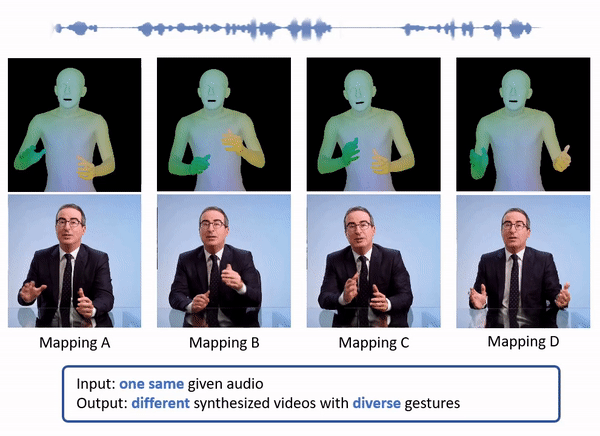 Mapping A
Mapping B
Mapping C
Mapping D
Input: one same given audio
Output: different synthesized videos with diverse gestures